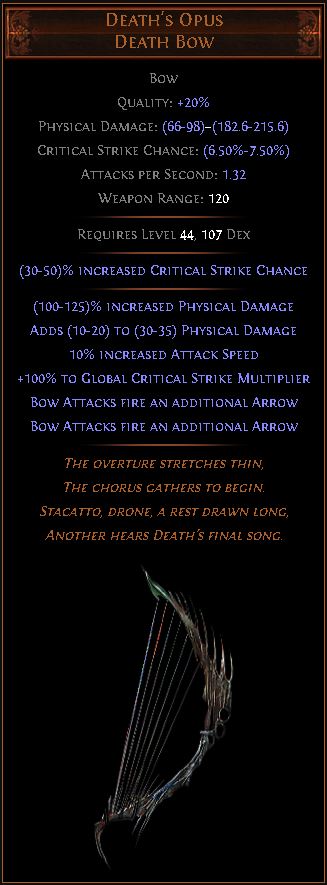 Death's Opus
Death Bow
Bow
Quality: +20%
Physical Damage: (66-98)–(182.6-215.6)
Critical Strike Chance: (6.50%-7.50%)
Attacks per Second: 1.32
Weapon Range: 120
Requires Level 44, 107 Dex
(30-50)% increased Critical Strike Chance
(100-125)% increased Physical Damage
Adds (10-20) to (30-35) Physical Damage
10% increased Attack Speed
+100% to Global Critical Strike Multiplier
Bow Attacks fire an additional Arrow
Bow Attacks fire an additional Arrow
The overture stretches thin,
The chorus gathers to begin.
Stacatto, drone, a rest drawn long,
Another hears Death's final song.